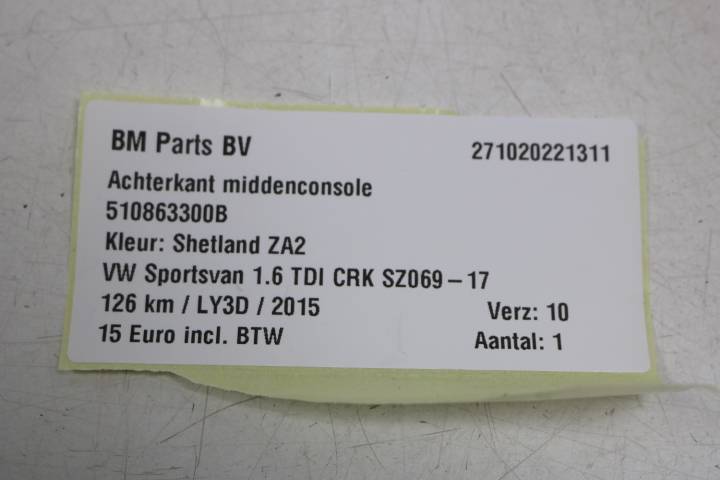 BM Parts BV 271020221311
Achterkant middenconsole
510863300B
Kleur: Shetland ZA2
VW Sportsvan 1.6 TDI CRK SZ069 – 17
126 km / LY3D / 2015 Verz: 10
15 Euro incl. BTW Aantal: 1